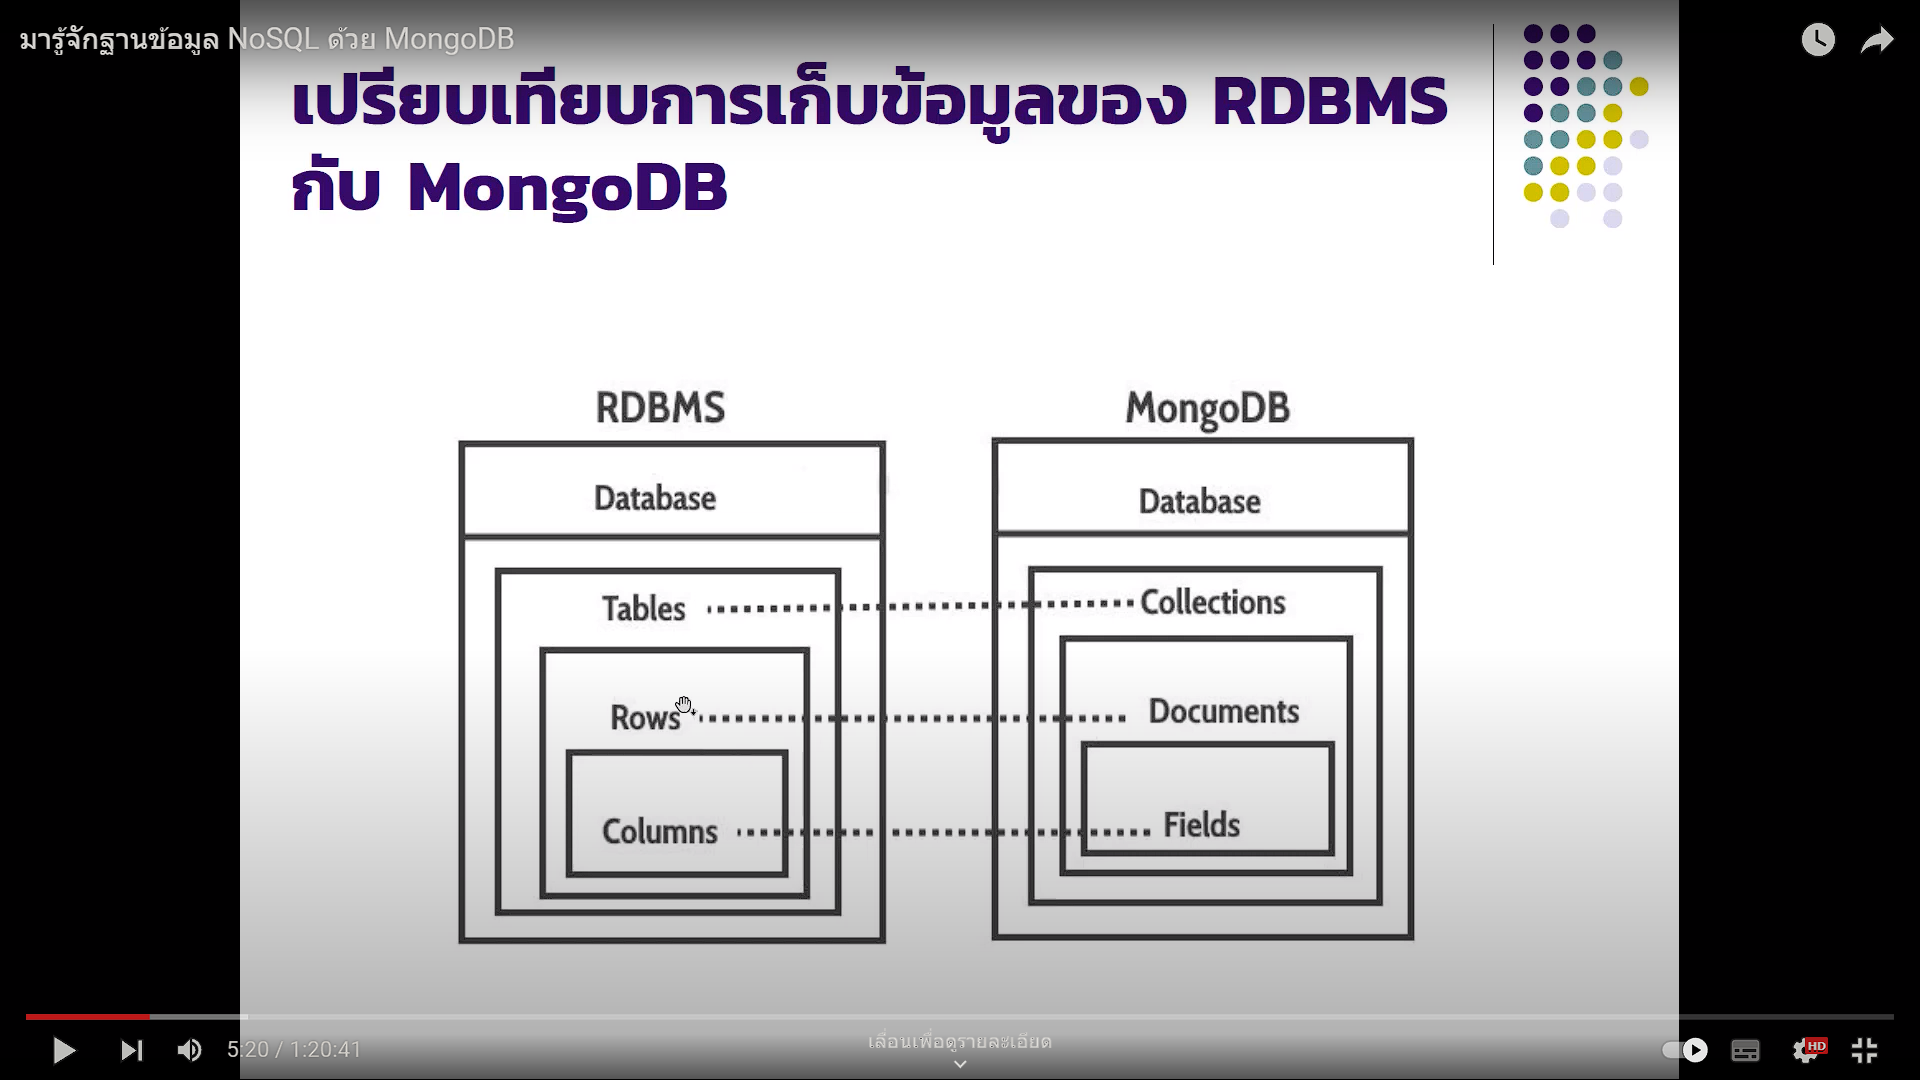 มารู้จักฐานข้อมูล NoSQL ด้วย MongoDB
เปรียบเทียบการเก็บข้อมูลของ RDBMS
กับ MongoDB
RDBMS
MongoDB
Database
Database
Tables
Collections
Rows
Documents
Columns
Fields
5:20 / 1:20:41
เลื่อนเพื่อดูรายละเอียด
HD